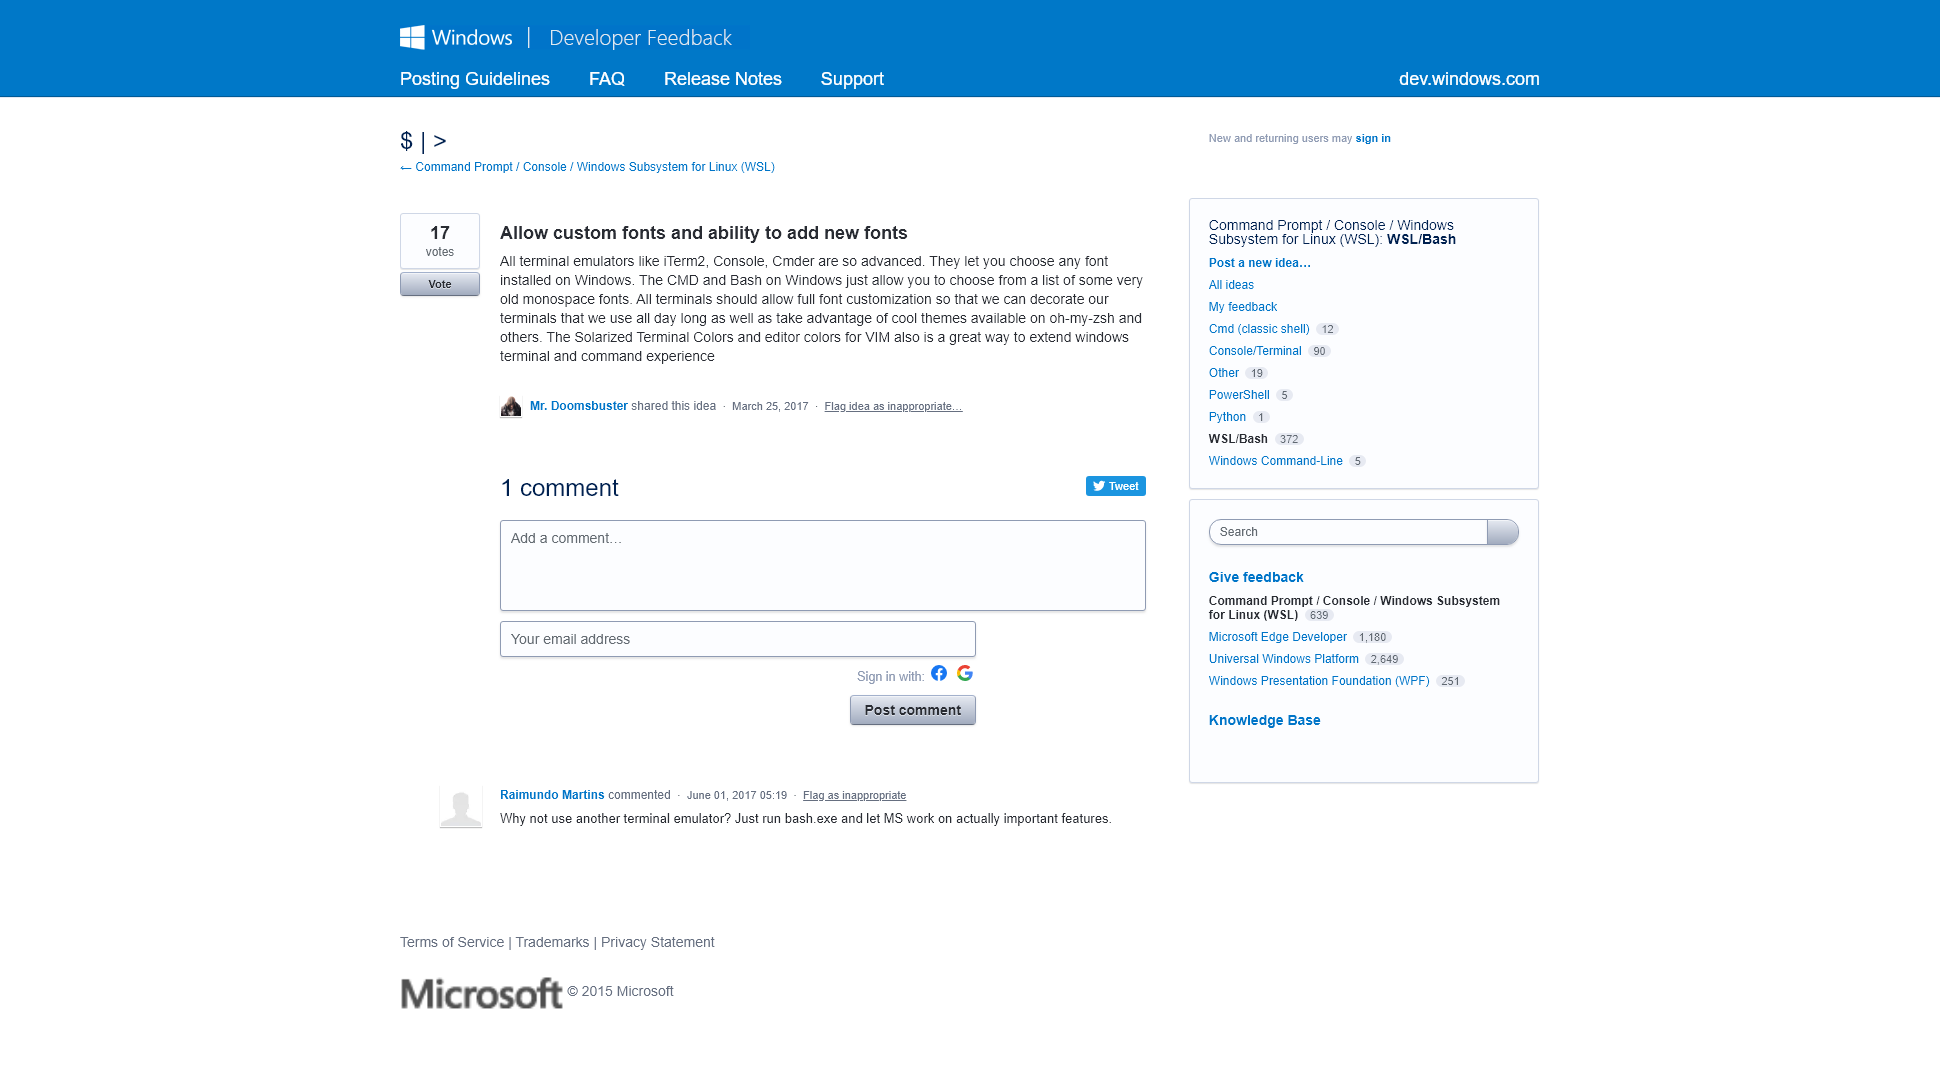 Windows | Developer Feedback
Posting Guidelines FAQ Release Notes Support dev.windows.com
$ | >
← Command Prompt / Console / Windows Subsystem for Linux (WSL)
17
votes
Vote
Allow custom fonts and ability to add new fonts
All terminal emulators like iTerm2, Console, Cmder are so advanced. They let you choose any font
installed on Windows. The CMD and Bash on Windows just allow you to choose from a list of some very
old monospace fonts. All terminals should allow full font customization so that we can decorate our
terminals that we use all day long as well as take advantage of cool themes available on oh-my-zsh and
others. The Solarized Terminal Colors and editor colors for VIM also is a great way to extend windows
terminal and command experience
Mr. Doomsbuster shared this idea · March 25, 2017 · Flag idea as inappropriate…
1 comment
Tweet
Add a comment…
Your email address
Sign in with:
Post comment
Raimundo Martins commented · June 01, 2017 05:19 · Flag as inappropriate
Why not use another terminal emulator? Just run bash.exe and let MS work on actually important features.
New and returning users may sign in
Command Prompt / Console / Windows
Subsystem for Linux (WSL): WSL/Bash
Post a new idea…
All ideas
My feedback
Cmd (classic shell) 12
Console/Terminal 90
Other 19
PowerShell 5
Python 1
WSL/Bash 372
Windows Command-Line 5
Search
Give feedback
Command Prompt / Console / Windows Subsystem
for Linux (WSL) 639
Microsoft Edge Developer 1,180
Universal Windows Platform 2,649
Windows Presentation Foundation (WPF) 251
Knowledge Base
Terms of Service | Trademarks | Privacy Statement
Microsoft © 2015 Microsoft